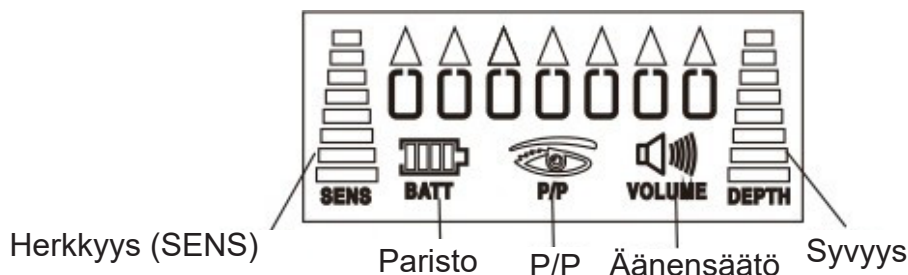 SENS BATT P/P VOLUME DEPTH
Herkkyys (SENS) Paristo P/P Äänensäätö Syvyys